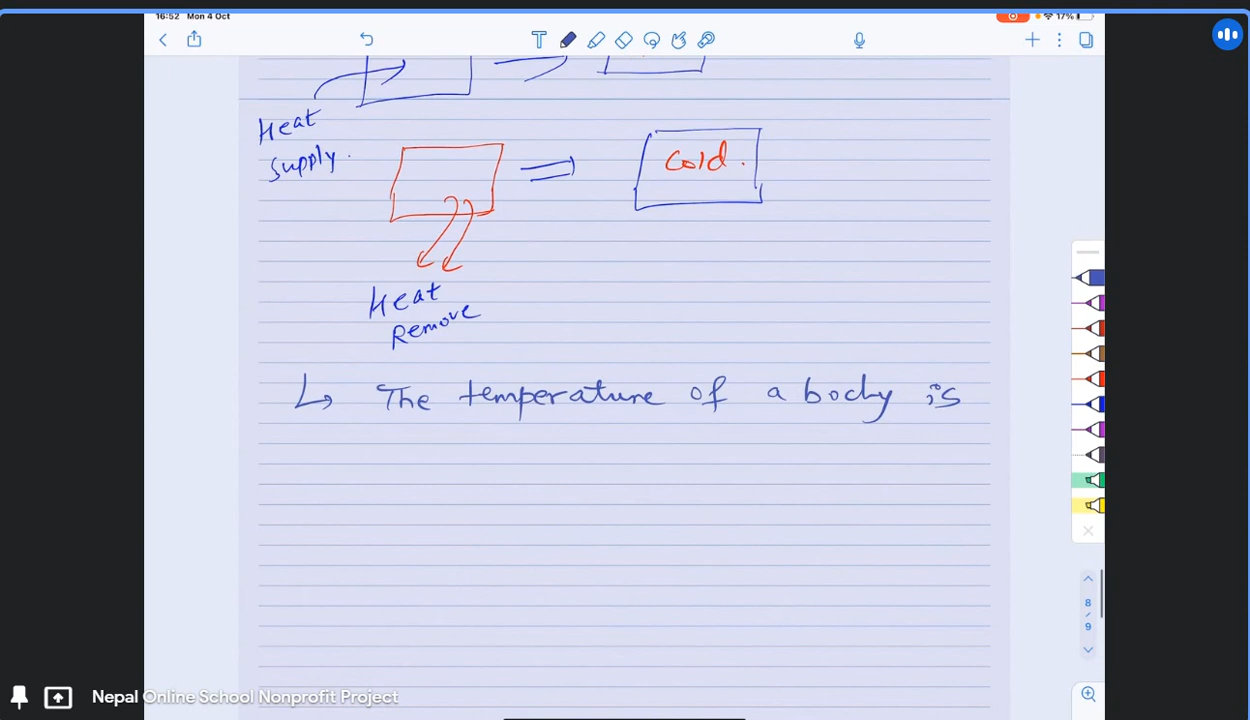 16:52 Mon 4 Oct
17%
T
Heat
Supply.
Cold.
Heat
Remove
The temperature of a body is
8
9
Nepal Online School Nonprofit Project